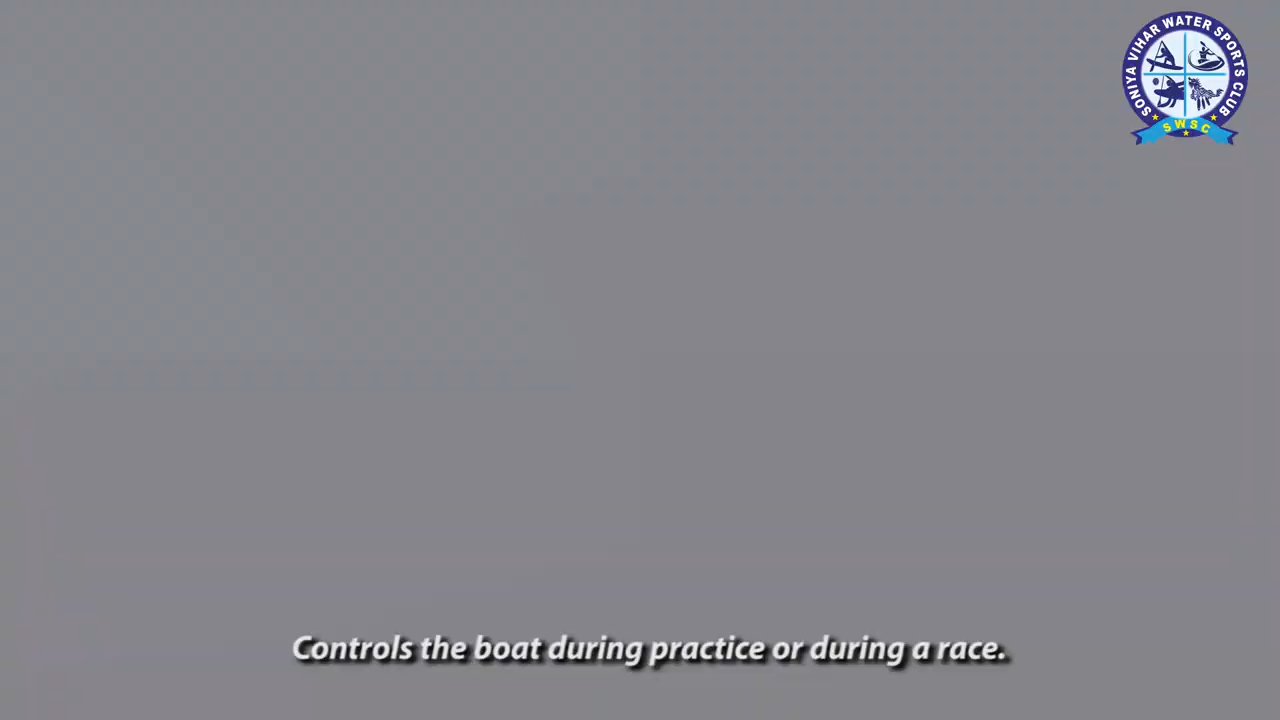 SONIYA VIHAR WATER SPORTS CLUB
SWSC
Controls the boat during practice or during a race.